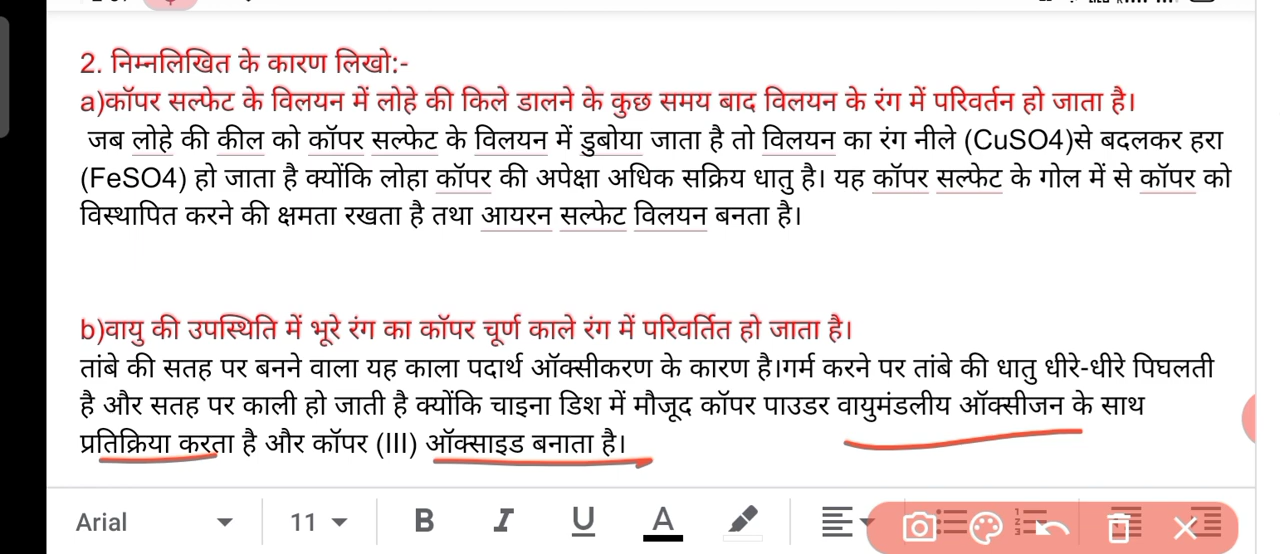 2. निम्नलिखित के कारण लिखो:-
a)कॉपर सल्फेट के विलयन में लोहे की किले डालने के कुछ समय बाद विलयन के रंग में परिवर्तन हो जाता है।
जब लोहे की कील को कॉपर सल्फेट के विलयन में डुबोया जाता है तो विलयन का रंग नीले (CuSO4)से बदलकर हरा
(FeSO4) हो जाता है क्योंकि लोहा कॉपर की अपेक्षा अधिक सक्रिय धातु है। यह कॉपर सल्फेट के गोल में से कॉपर को
विस्थापित करने की क्षमता रखता है तथा आयरन सल्फेट विलयन बनता है।
b)वायु की उपस्थिति में भूरे रंग का कॉपर चूर्ण काले रंग में परिवर्तित हो जाता है।
तांबे की सतह पर बनने वाला यह काला पदार्थ ऑक्सीकरण के कारण है।गर्म करने पर तांबे की धातु धीरे-धीरे पिघलती
है और सतह पर काली हो जाती है क्योंकि चाइना डिश में मौजूद कॉपर पाउडर वायुमंडलीय ऑक्सीजन के साथ
प्रतिक्रिया करता है और कॉपर (III) ऑक्साइड बनाता है।
Arial 11 B I U A